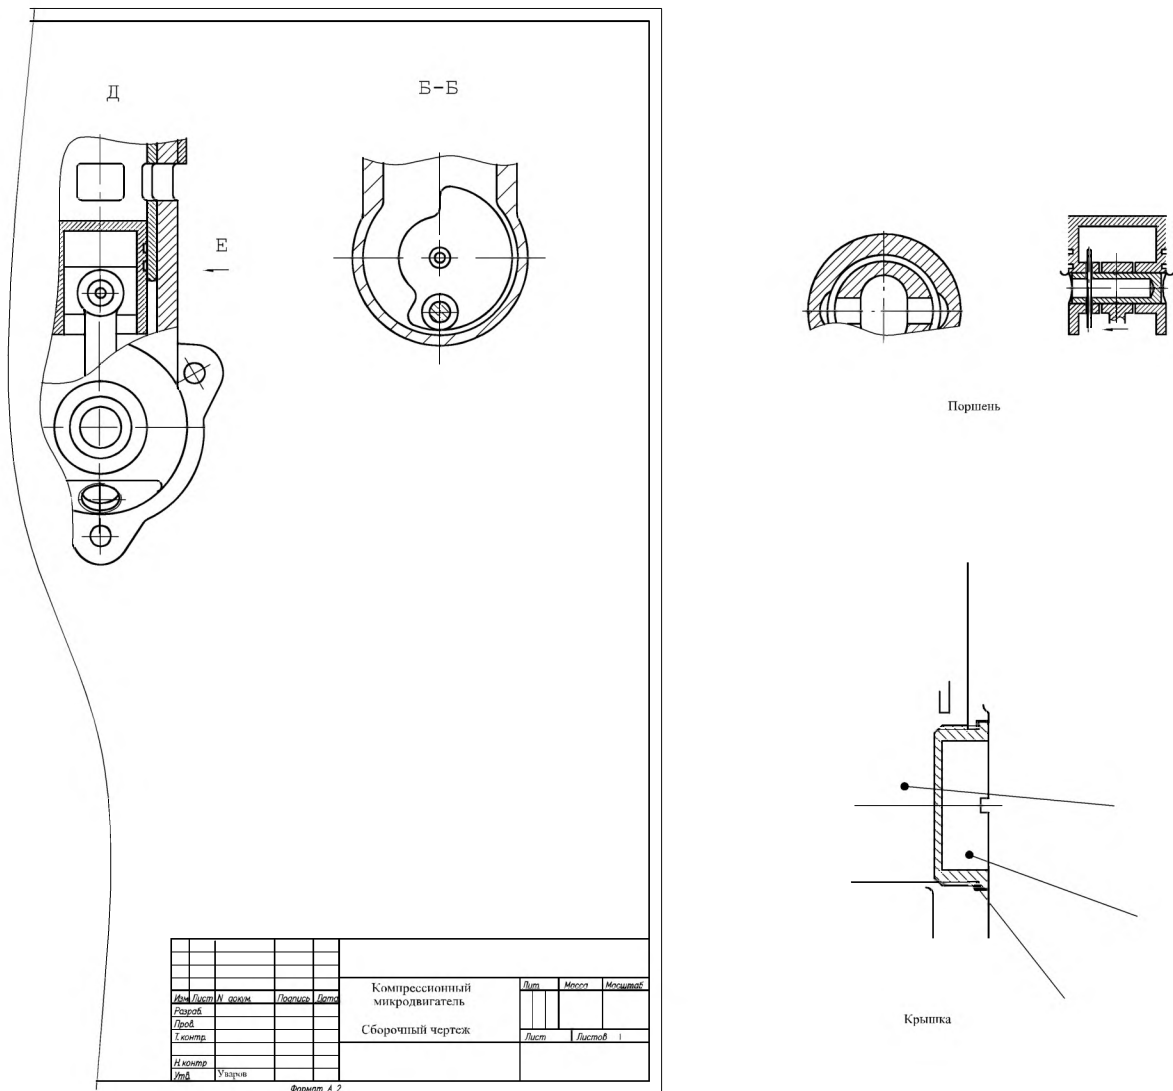 Д
Б-Б
Е
Поршень
Крышка
Компрессионный
микродвигатель
Сборочный чертеж
Лит. Масса Масштаб
Изм. Лист N докум. Подпись Дата
Разраб.
Пров.
Т.контр.
Лист Листов 1
Н.контр
Утв. Уваров
Формат А 2